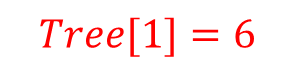 Tree[1] = 6